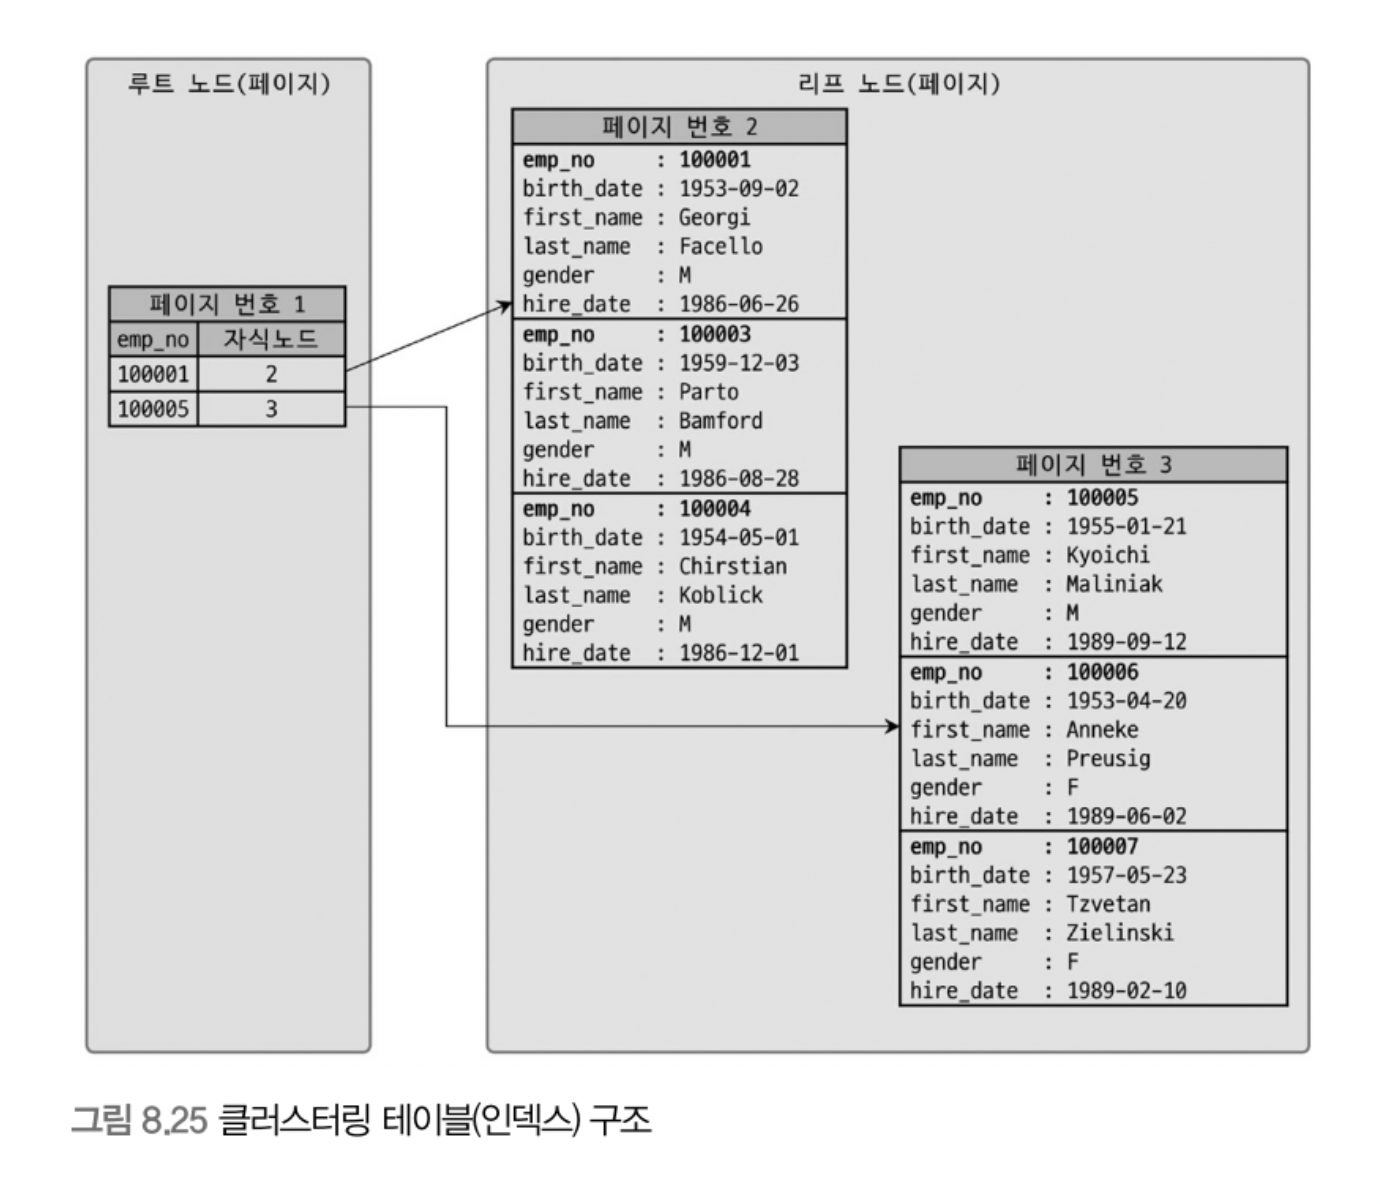 루트 노드(페이지)
페이지 번호 1
emp_no 자식노드
100001 2
100005 3
리프 노드(페이지)
페이지 번호 2
emp_no : 100001
birth_date : 1953-09-02
first_name : Georgi
last_name : Facello
gender : M
hire_date : 1986-06-26
emp_no : 100003
birth_date : 1959-12-03
first_name : Parto
last_name : Bamford
gender : M
hire_date : 1986-08-28
emp_no : 100004
birth_date : 1954-05-01
first_name : Chirstian
last_name : Koblick
gender : M
hire_date : 1986-12-01
페이지 번호 3
emp_no : 100005
birth_date : 1955-01-21
first_name : Kyoichi
last_name : Maliniak
gender : M
hire_date : 1989-09-12
emp_no : 100006
birth_date : 1953-04-20
first_name : Anneke
last_name : Preusig
gender : F
hire_date : 1989-06-02
emp_no : 100007
birth_date : 1957-05-23
first_name : Tzvetan
last_name : Zielinski
gender : F
hire_date : 1989-02-10
그림 8.25 클러스터링 테이블(인덱스) 구조